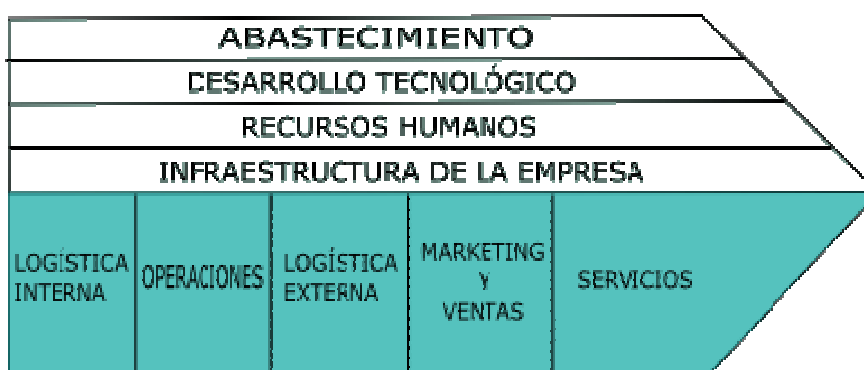 ABASTECIMIENTO
DESARROLLO TECNOLÓGICO
RECURSOS HUMANOS
INFRAESTRUCTURA DE LA EMPRESA
LOGÍSTICA
INTERNA
OPERACIONES
LOGÍSTICA
EXTERNA
MARKETING
Y
VENTAS
SERVICIOS